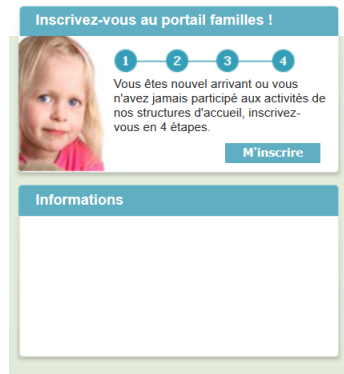 Inscrivez-vous au portail familles !
1 2 3 4
Vous êtes nouvel arrivant ou vous
n'avez jamais participé aux activités de
nos structures d'accueil, inscrivez-
vous en 4 étapes.
M'inscrire
Informations